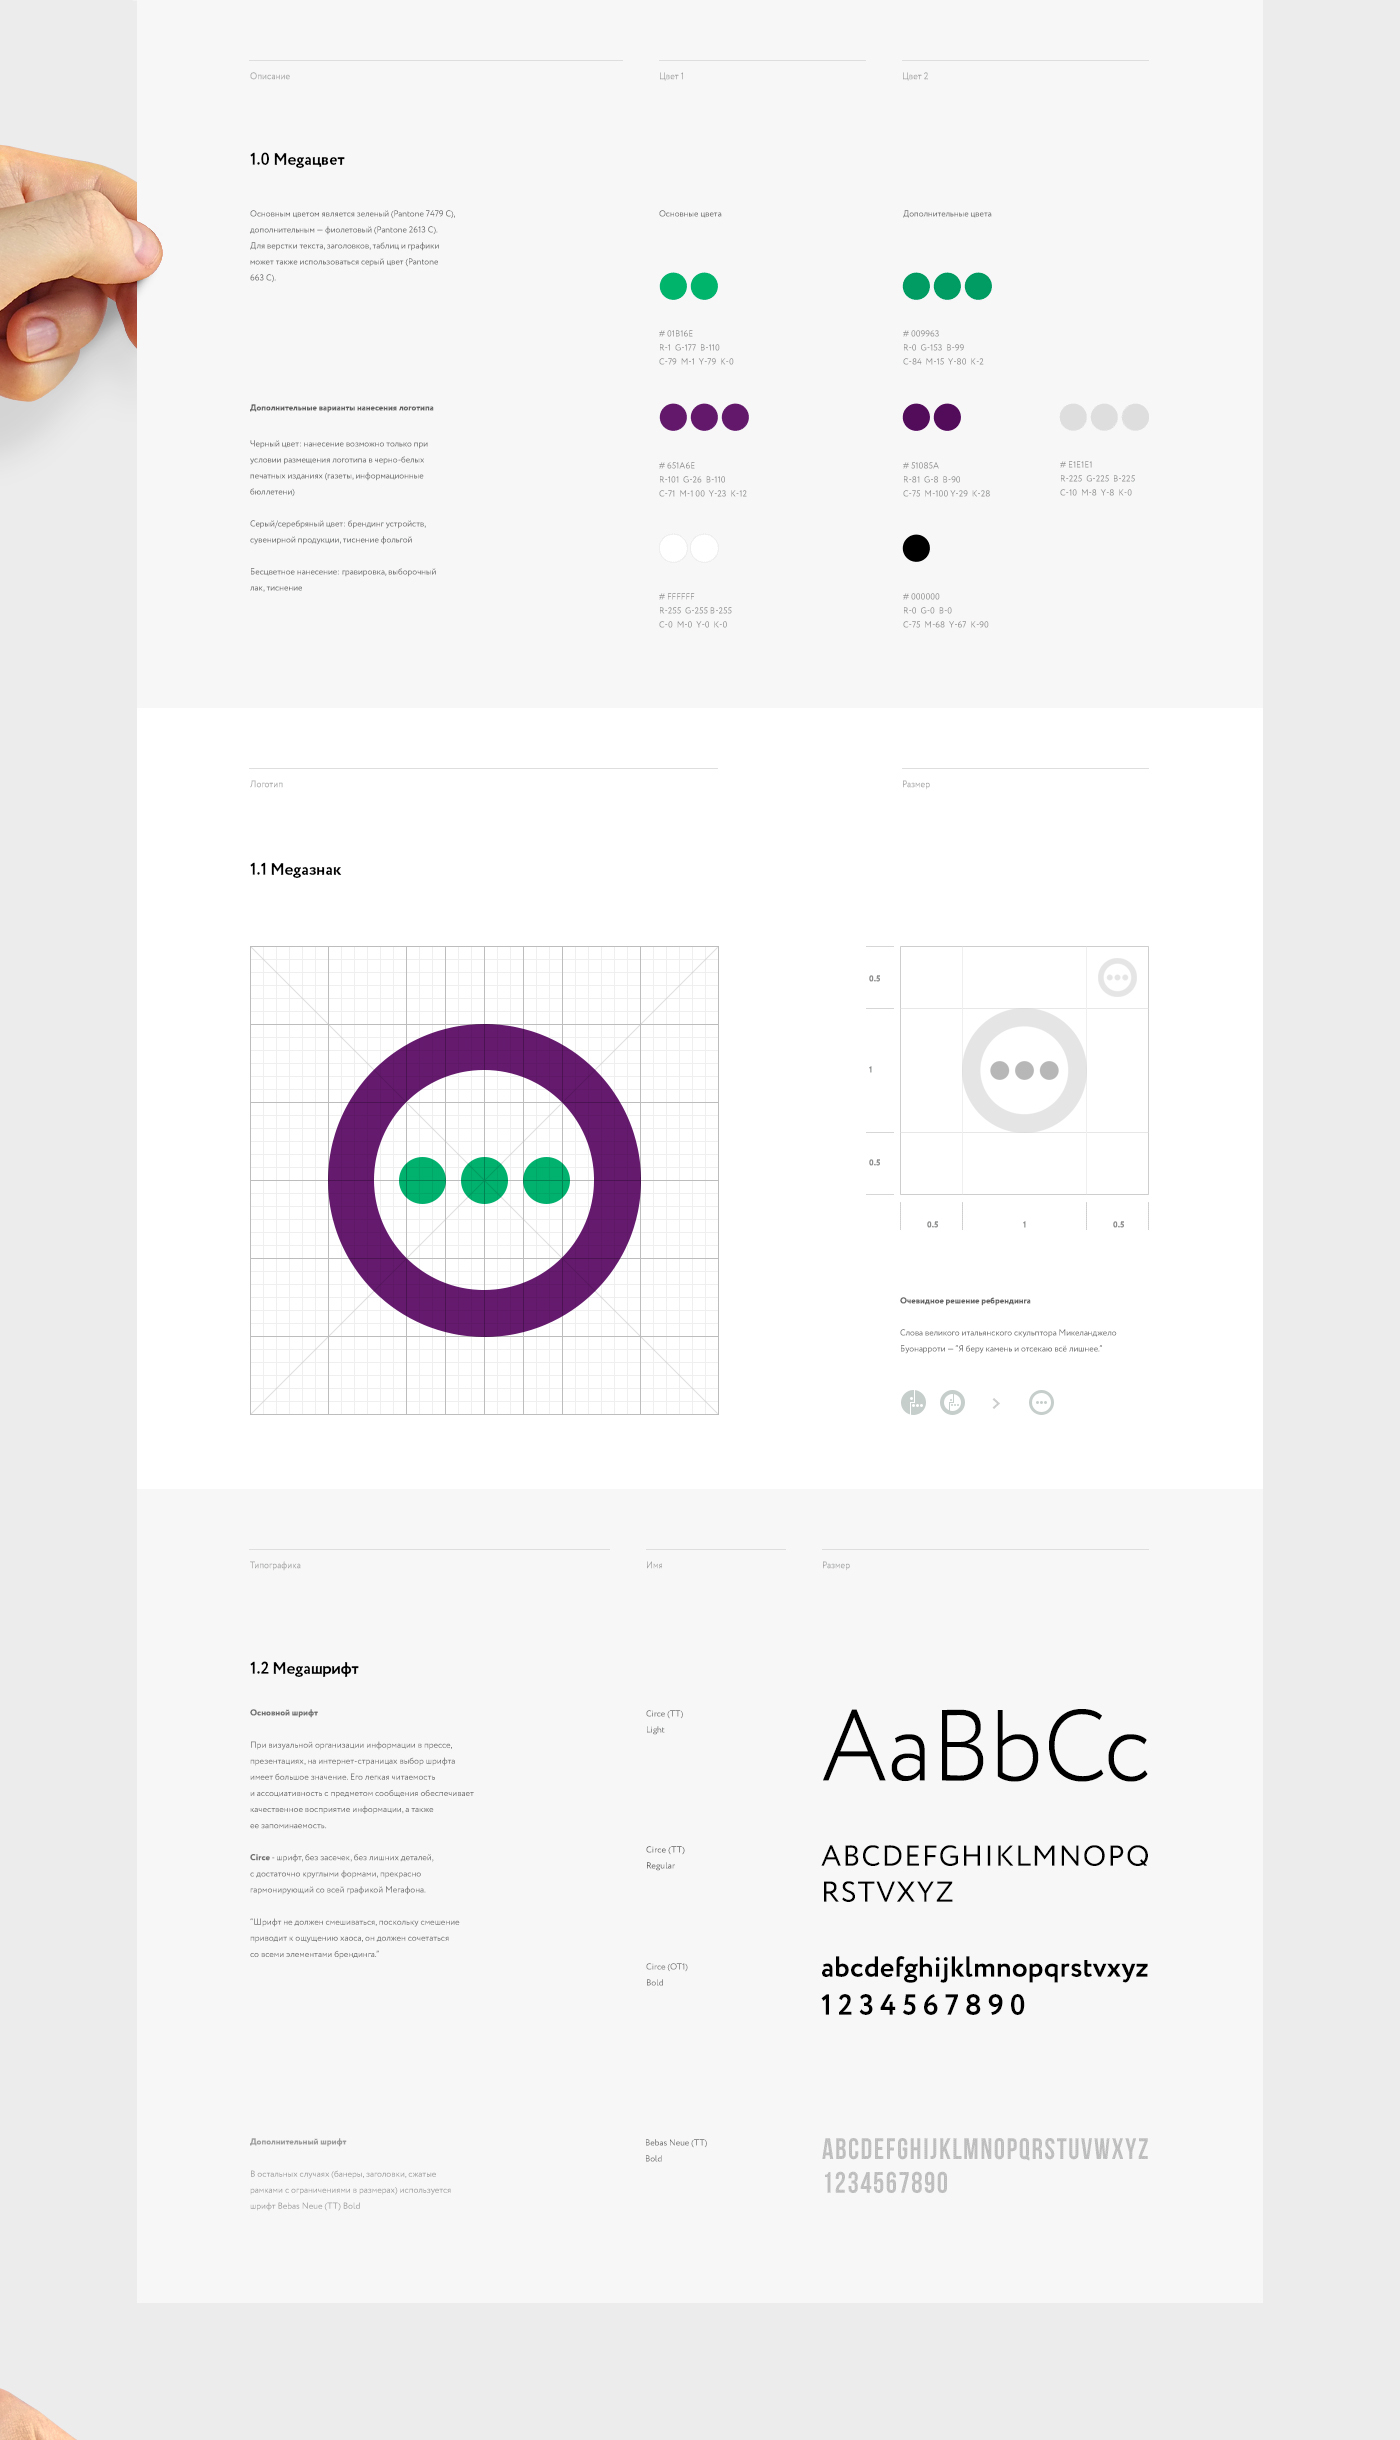 Описание
Цвет 1
Цвет 2
1.0 Megaцвет
Основным цветом является зеленый (Pantone 7479 C),
дополнительным — фиолетовый (Pantone 2613 C).
Для верстки текста, заголовков, таблиц и графики
может также использоваться серый цвет (Pantone
663 C).
Основные цвета
Дополнительные цвета
# 01B16E
R-1 G-177 B-110
C-79 M-1 Y-79 K-0
# 009963
R-0 G-153 B-99
C-84 M-15 Y-80 K-2
Дополнительные варианты нанесения логотипа
Черный цвет: нанесение возможно только при
условии размещения логотипа в черно-белых
печатных изданиях (газеты, информационные
бюллетени)
Серый/серебряный цвет: брендинг устройств,
сувенирной продукции, тиснение фольгой
Бесцветное нанесение: гравировка, выборочный
лак, тиснение
# 651A6E
R-101 G-26 B-110
C-71 M-100 Y-23 K-12
# 51085A
R-81 G-8 B-90
C-75 M-100 Y-29 K-28
# E1E1E1
R-225 G-225 B-225
C-10 M-8 Y-8 K-0
# FFFFFF
R-255 G-255 B-255
C-0 M-0 Y-0 K-0
# 000000
R-0 G-0 B-0
C-75 M-68 Y-67 K-90
Логотип
Размер
1.1 Megaзнак
0.5
1
0.5
0.5
1
0.5
Очевидное решение ребрендинга
Слова великого итальянского скульптора Микеланджело
Буонарроти — "Я беру камень и отсекаю всё лишнее."
Типографика
Имя
Размер
1.2 Megaшрифт
Основной шрифт
При визуальной организации информации в прессе,
презентациях, на интернет-страницах выбор шрифта
имеет большое значение. Его легкая читаемость
и ассоциативность с предметом сообщения обеспечивает
качественное восприятие информации, а также
ее запоминаемость.
Circe - шрифт, без засечек, без лишних деталей,
с достаточно круглыми формами, прекрасно
гармонирующий со всей графикой Мегафона.
"Шрифт не должен смешиваться, поскольку смешение
приводит к ощущению хаоса, он должен сочетаться
со всеми элементами брендинга."
Circe (TT)
Light
AaBbCc
Circe (TT)
Regular
ABCDEFGHIKLMNOPQ
RSTVXYZ
Circe (OT1)
Bold
abcdefghijklmnopqrstvxyz
1 2 3 4 5 6 7 8 9 0
Дополнительный шрифт
В остальных случаях (банеры, заголовки, сжатые
рамками с ограничениями в размерах) используется
шрифт Bebas Neue (TT) Bold
Bebas Neue (TT)
Bold
ABCDEFGHIJKLMNOPQRSTUVWXYZ
1234567890